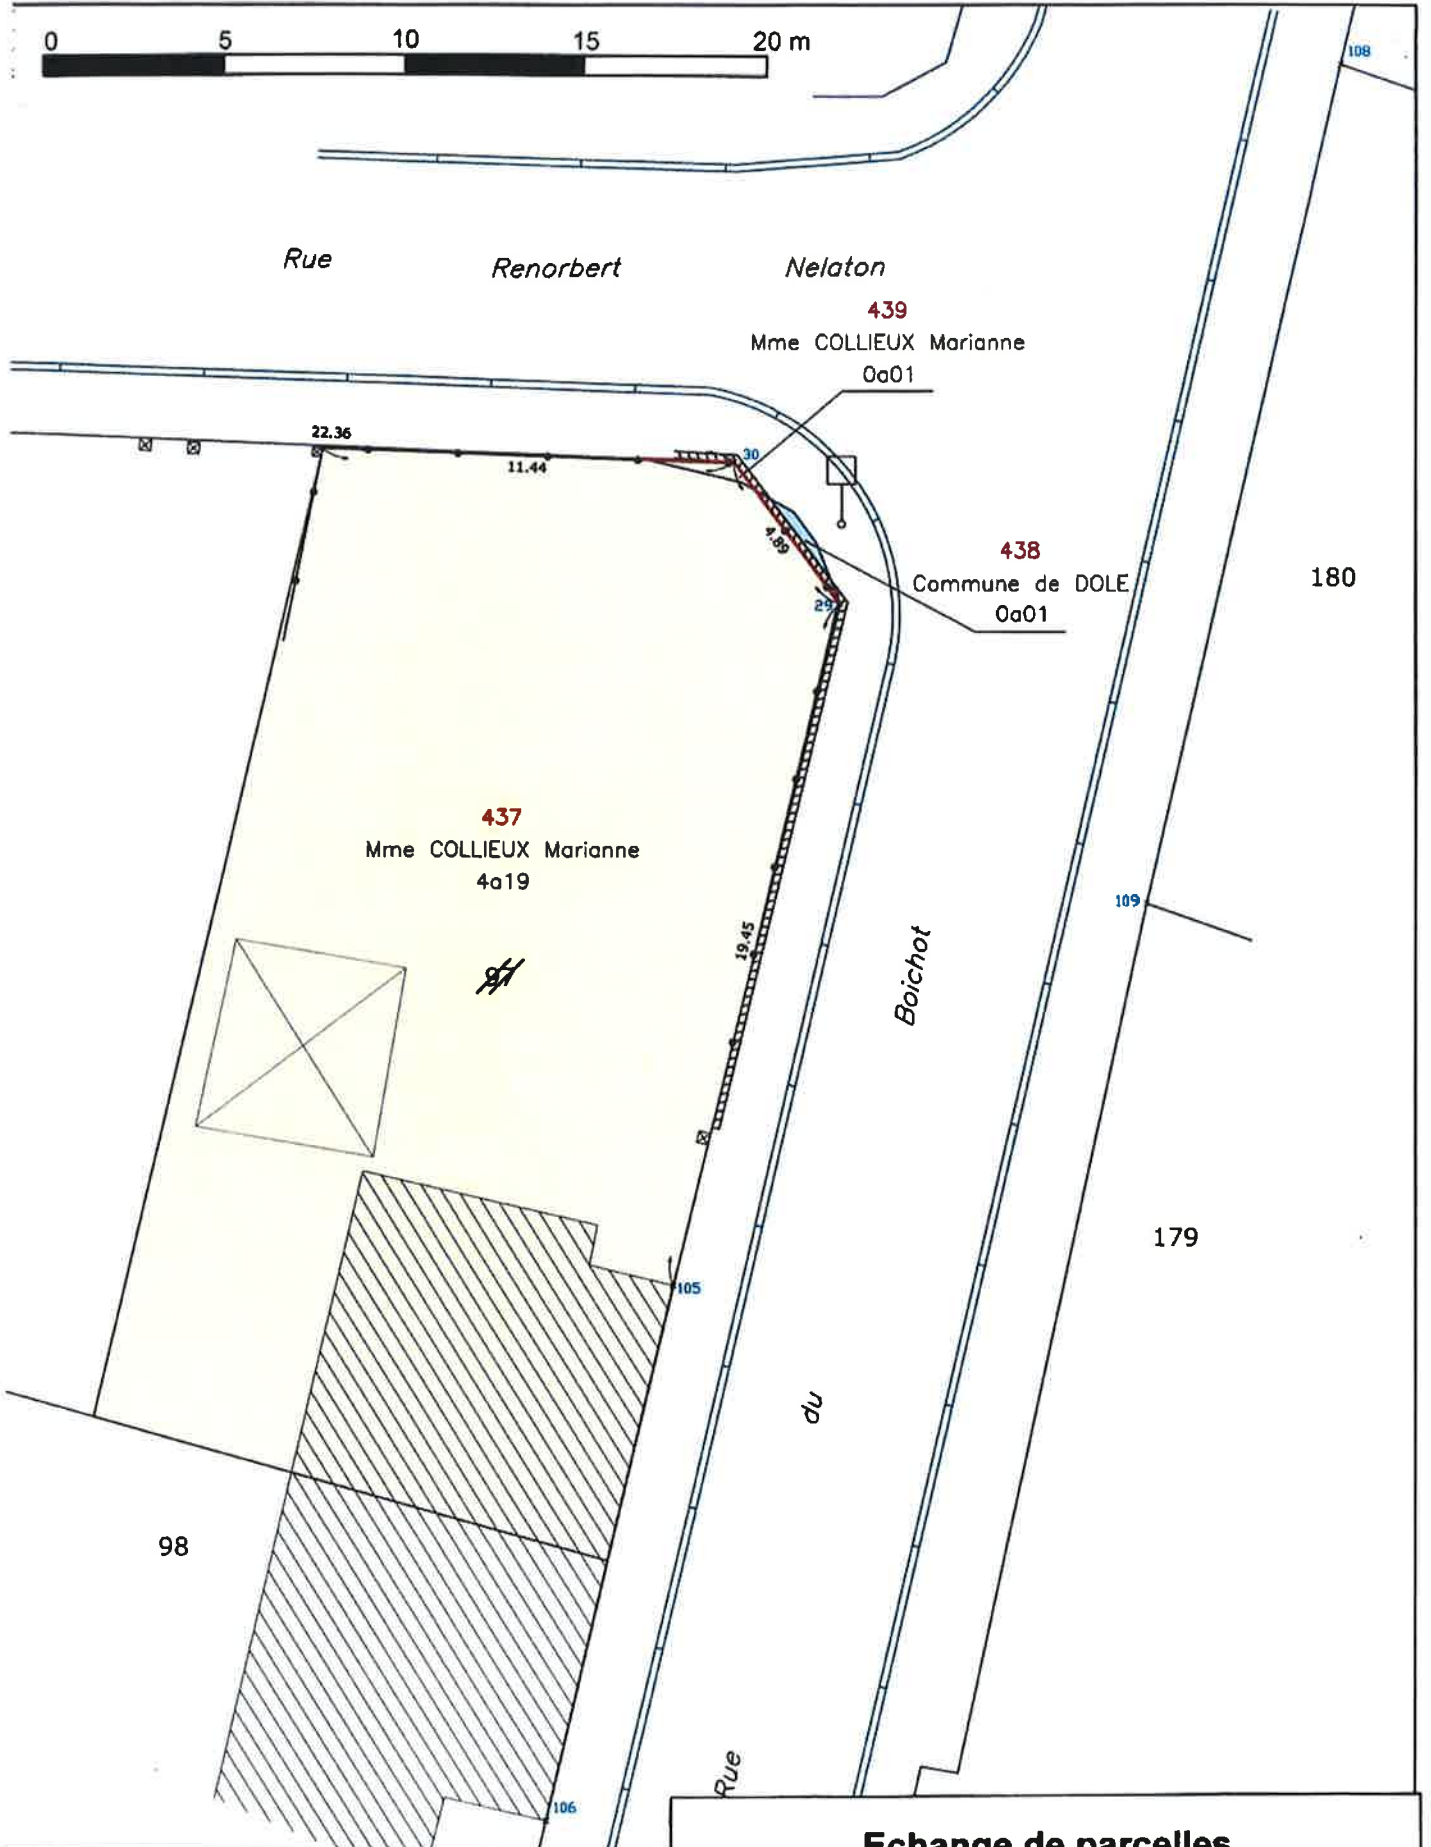 0 5 10 15 20 m
108
Rue Renorbert Nelaton
439
Mme COLLIEUX Marianne
0a01
22.36
11.44
30
4.89
438
Commune de DOLE
0a01
180
29
437
Mme COLLIEUX Marianne
4a19
109
19.45
97
Boichot
179
105
du
98
Rue
106
Echange de parcelles